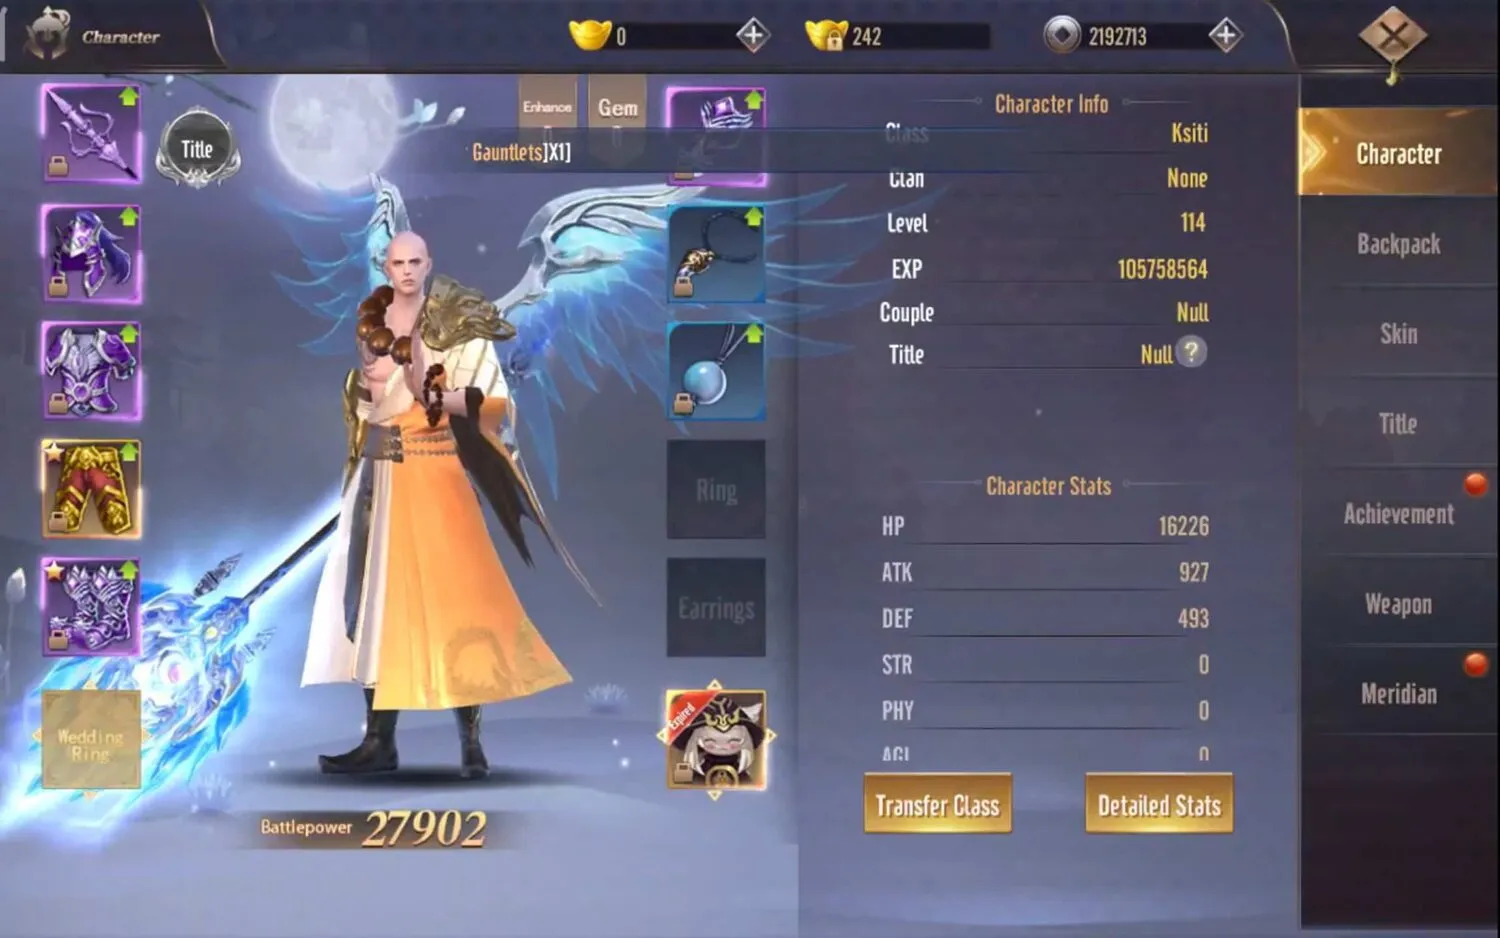 Character
0
242
2192713
Title
Enhance
Gem
Gauntlets]X1]
Character Info
Class
Ksiti
Clan
None
Level
114
EXP
105758564
Couple
Null
Title
Null ?
Ring
Earrings
Expired
Wedding
Ring
Battlepower 27902
Character Stats
HP
16226
ATK
927
DEF
493
STR
0
PHY
0
AGI
0
Transfer Class
Detailed Stats
Character
Backpack
Skin
Title
Achievement
Weapon
Meridian